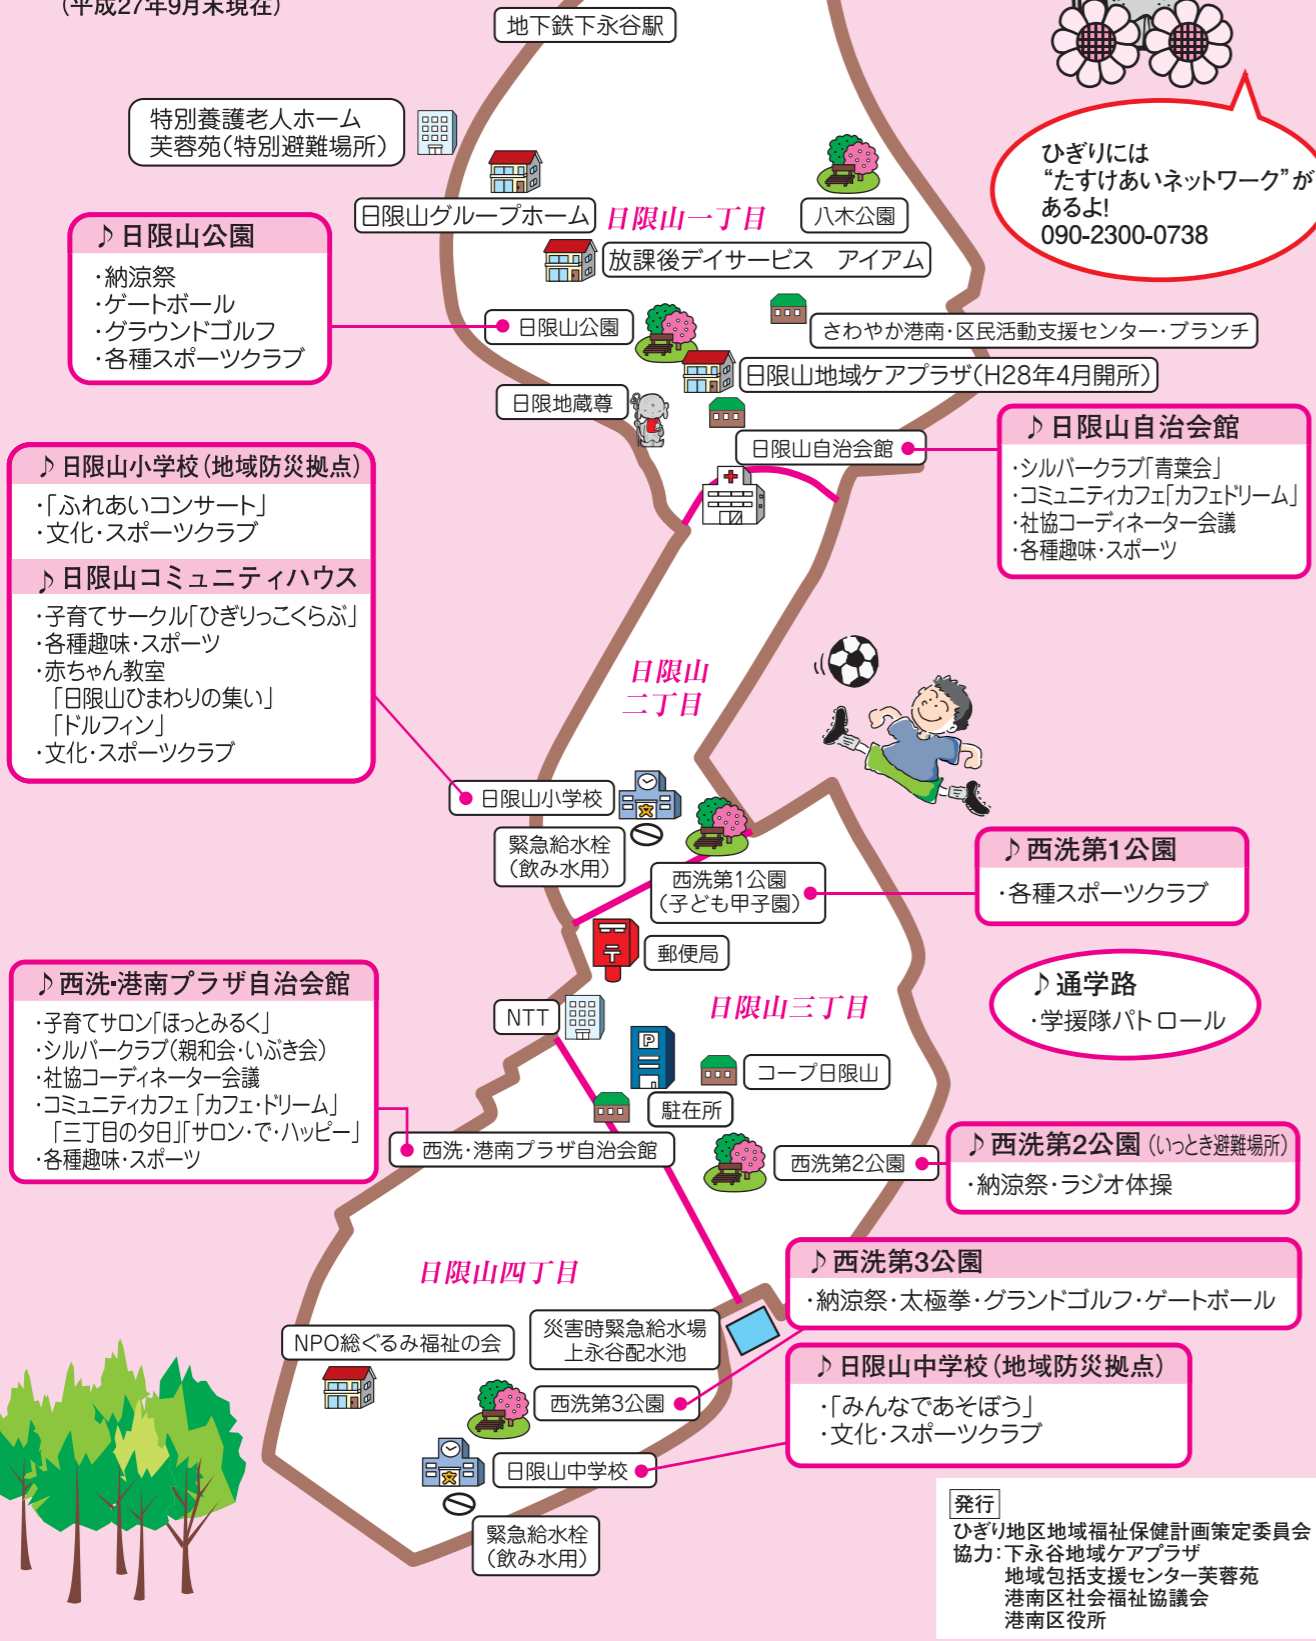 (平成27年9月末現在)
地下鉄下永谷駅
特別養護老人ホーム
芙蓉苑(特別避難場所)
ひぎりには
“たすけあいネットワーク”が
あるよ!
090-2300-0738
日限山グループホーム
日限山一丁目
八木公園
放課後デイサービス アイアム
♪日限山公園
・納涼祭
・ゲートボール
・グラウンドゴルフ
・各種スポーツクラブ
日限山公園
さわやか港南・区民活動支援センター・ブランチ
日限山地域ケアプラザ(H28年4月開所)
日限地蔵尊
日限山自治会館
♪日限山自治会館
・シルバークラブ「青葉会」
・コミュニティカフェ「カフェドリーム」
・社協コーディネーター会議
・各種趣味・スポーツ
♪日限山小学校(地域防災拠点)
・「ふれあいコンサート」
・文化・スポーツクラブ
♪日限山コミュニティハウス
・子育てサークル「ひぎりっこくらぶ」
・各種趣味・スポーツ
・赤ちゃん教室
「日限山ひまわりの集い」
「ドルフィン」
・文化・スポーツクラブ
日限山
二丁目
日限山小学校
文
緊急給水栓
(飲み水用)
西洗第1公園
(子ども甲子園)
♪西洗第1公園
・各種スポーツクラブ
〒
郵便局
♪通学路
・学援隊パトロール
♪西洗・港南プラザ自治会館
・子育てサロン「ほっとみるく」
・シルバークラブ(親和会・いぶき会)
・社協コーディネーター会議
・コミュニティカフェ「カフェ・ドリーム」
「三丁目の夕日」「サロン・で・ハッピー」
・各種趣味・スポーツ
日限山三丁目
NTT
P
コープ日限山
駐在所
西洗・港南プラザ自治会館
西洗第2公園
♪西洗第2公園(いっとき避難場所)
・納涼祭・ラジオ体操
日限山四丁目
♪西洗第3公園
・納涼祭・太極拳・グランドゴルフ・ゲートボール
NPO総ぐるみ福祉の会
災害時緊急給水場
上永谷配水池
西洗第3公園
♪日限山中学校(地域防災拠点)
・「みんなであそぼう」
・文化・スポーツクラブ
文
日限山中学校
緊急給水栓
(飲み水用)
発行
ひぎり地区地域福祉保健計画策定委員会
協力:下永谷地域ケアプラザ
地域包括支援センター芙蓉苑
港南区社会福祉協議会
港南区役所